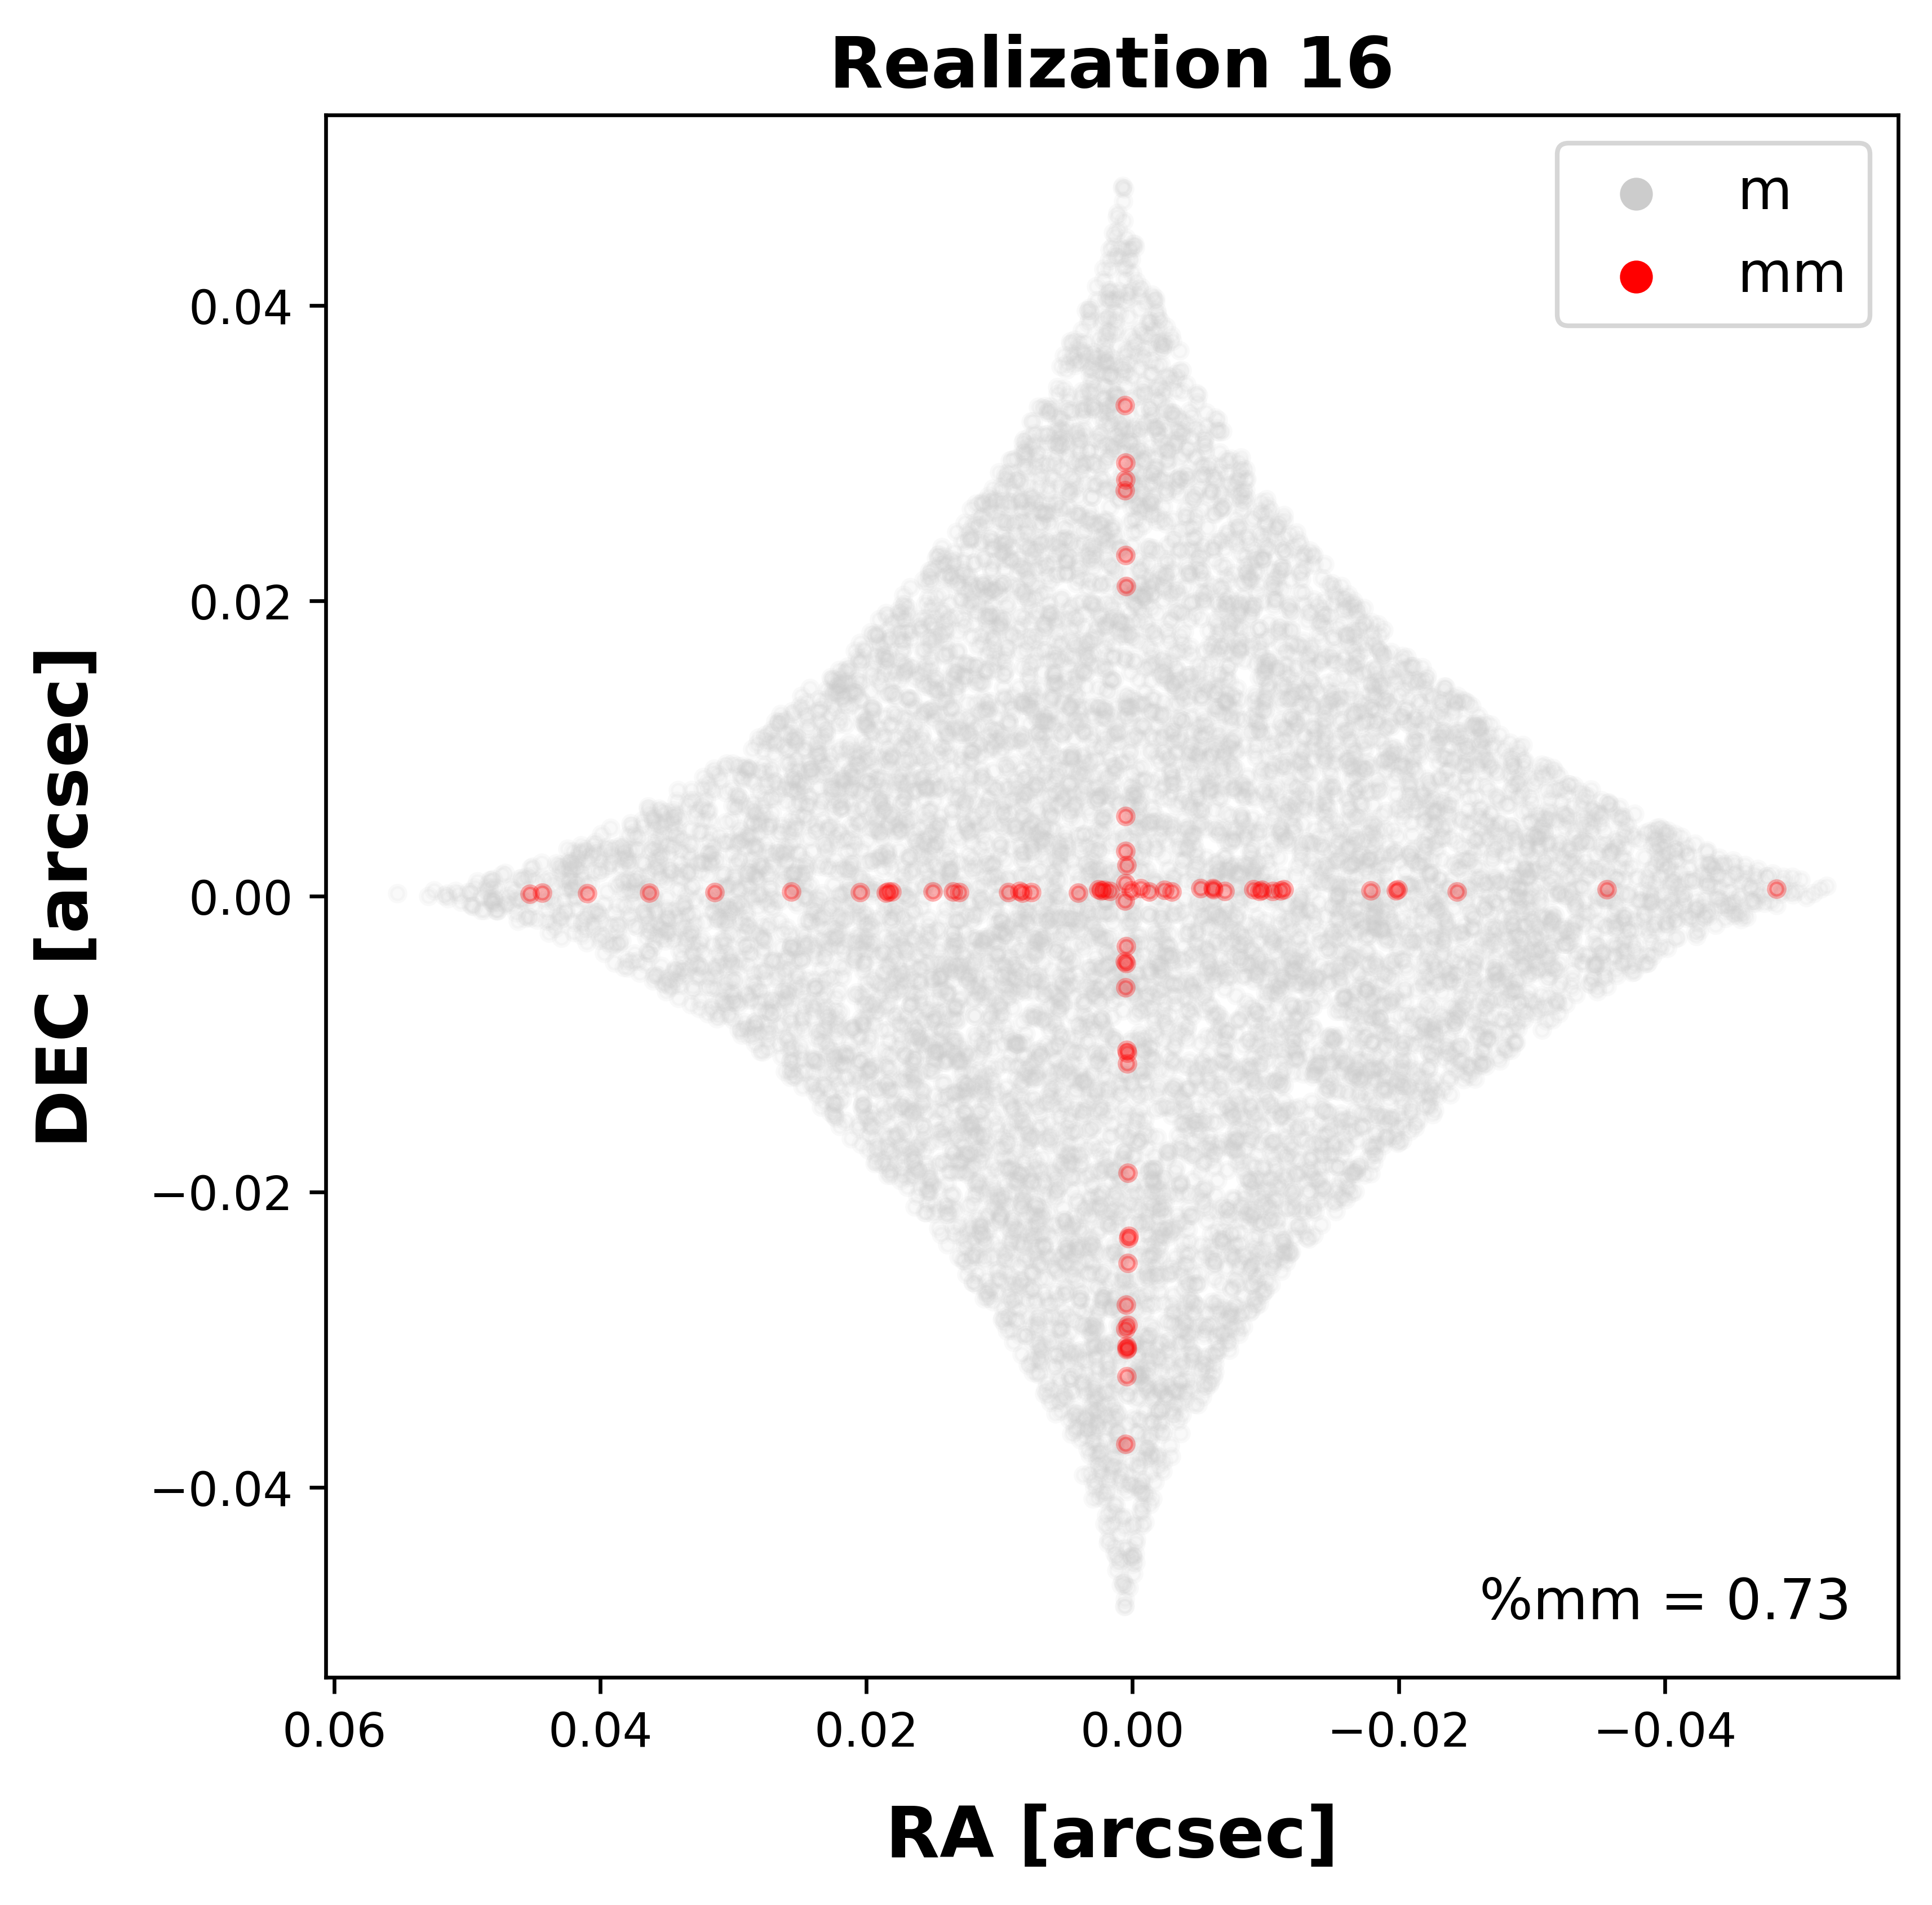 Realization 16
m
mm
0.04
0.02
0.00
−0.02
−0.04
DEC [arcsec]
%mm = 0.73
0.06 0.04 0.02 0.00 −0.02 −0.04
RA [arcsec]